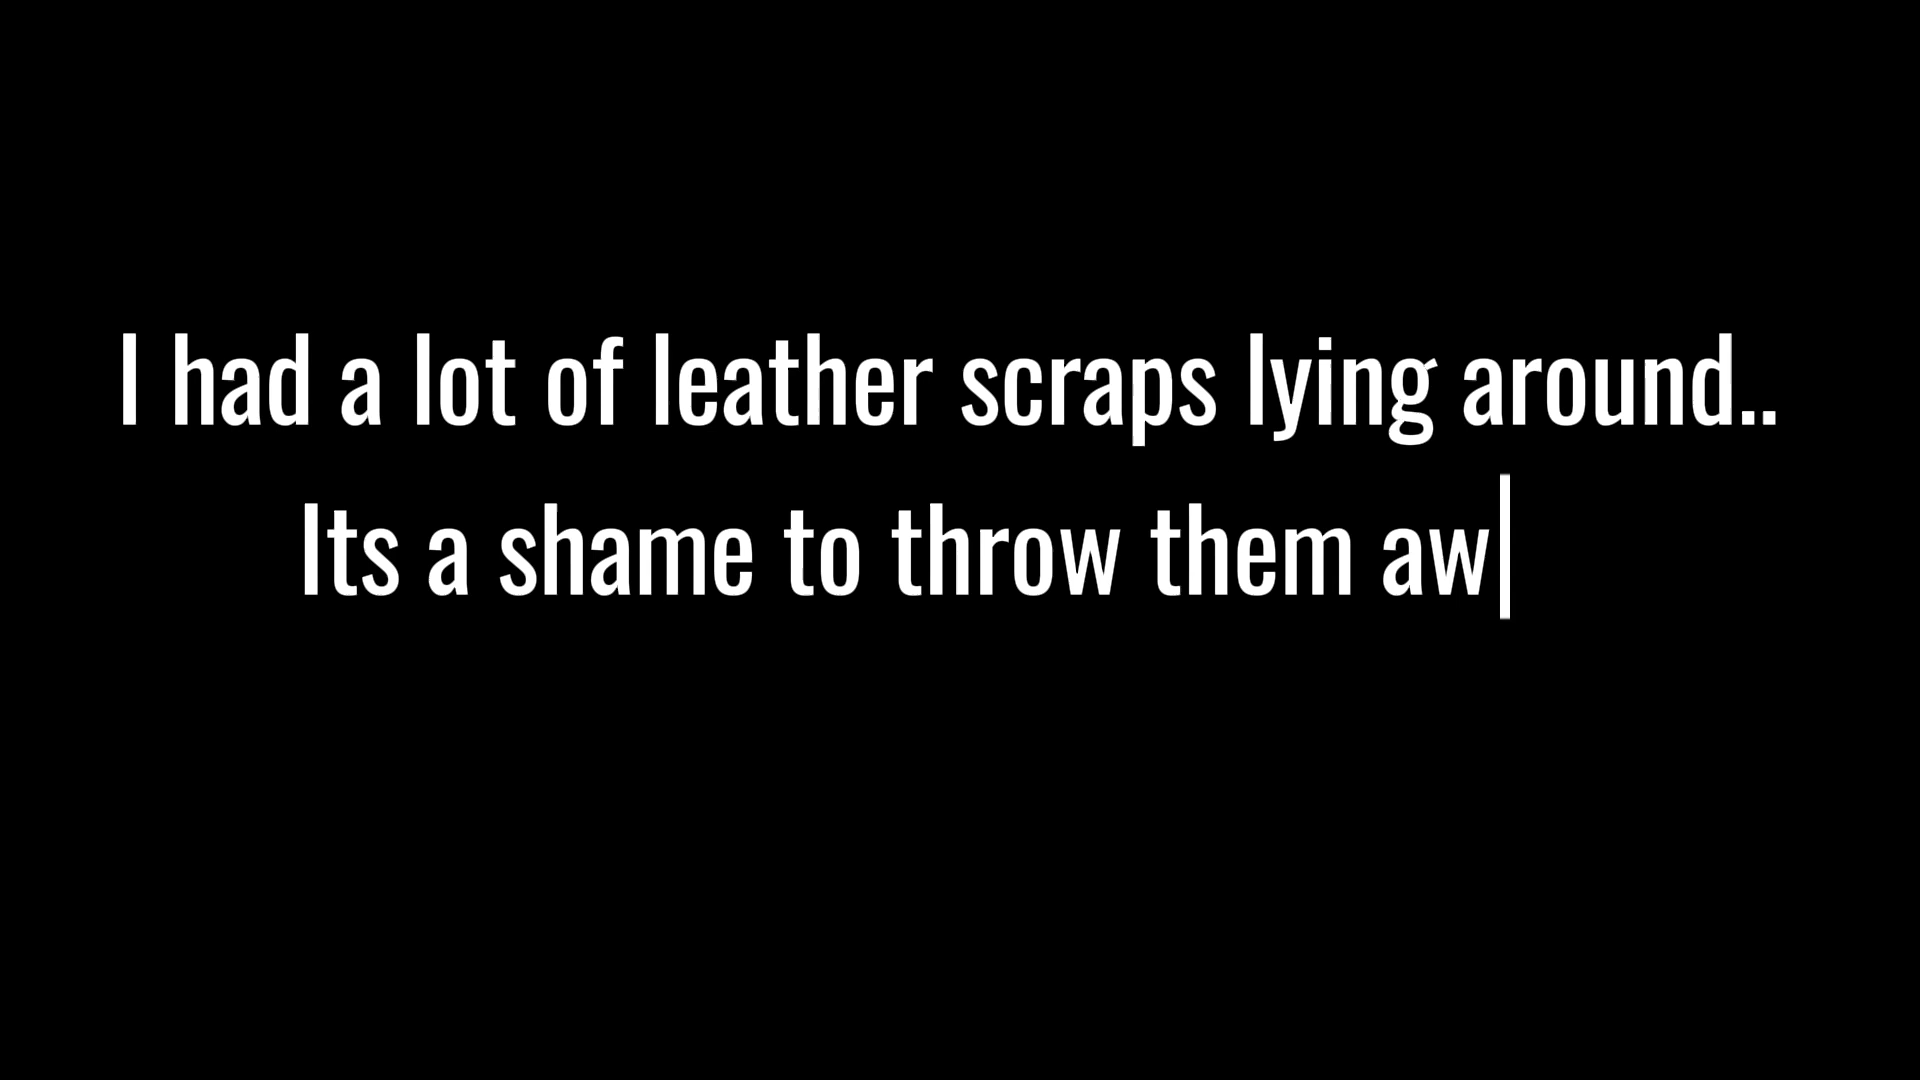 I had a lot of leather scraps lying around..
Its a shame to throw them aw